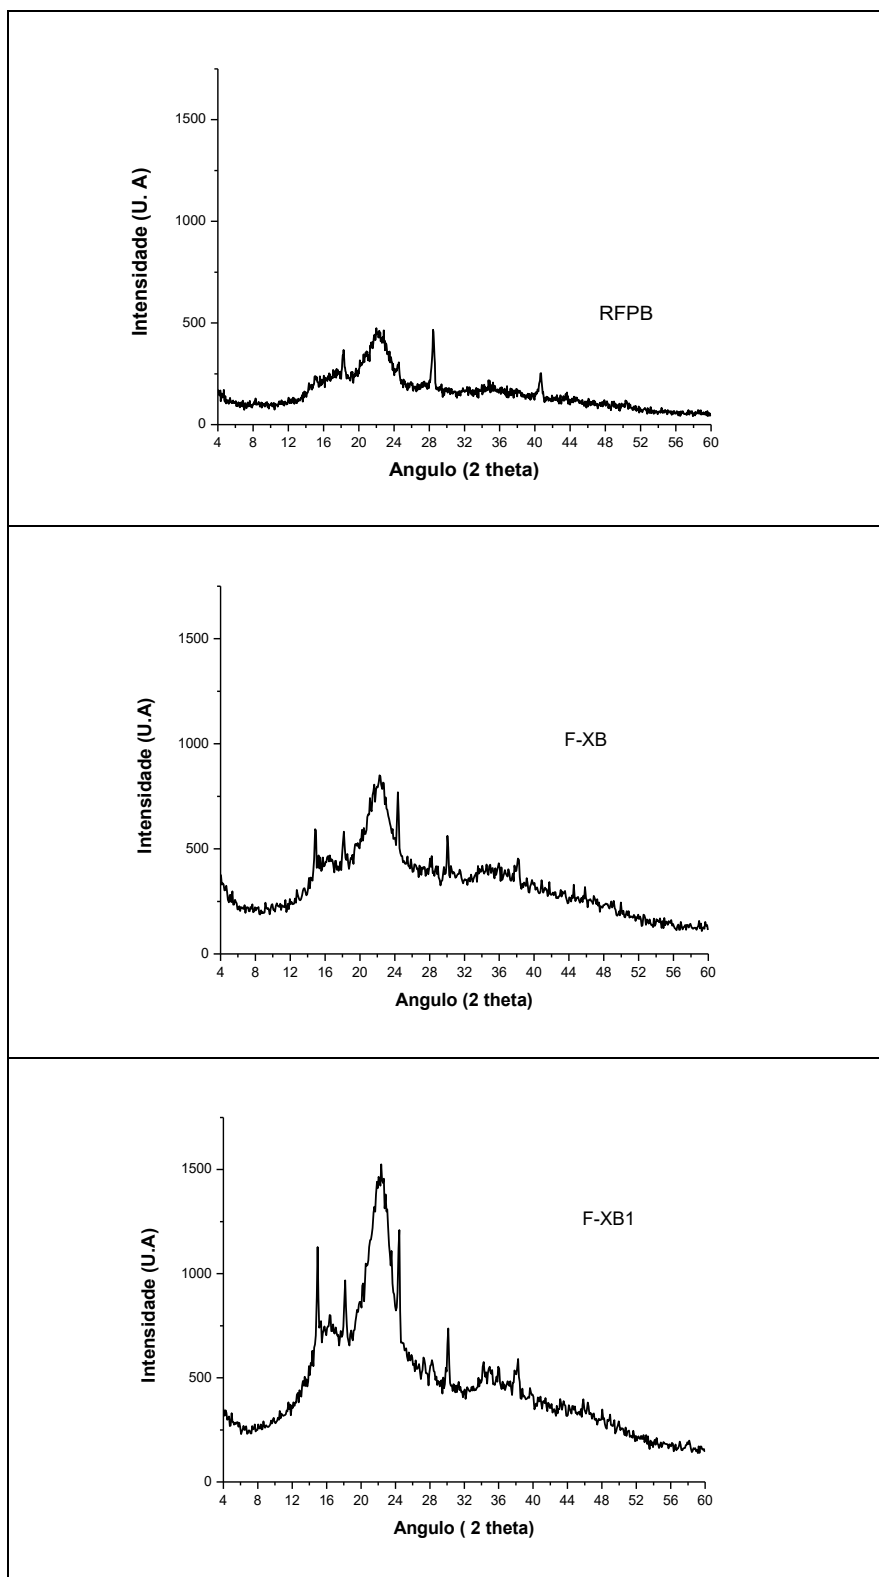 1500
1000
500
0
Intensidade (U. A)
RFPB
4 8 12 16 20 24 28 32 36 40 44 48 52 56 60
Angulo (2 theta)
1500
1000
500
0
Intensidade (U.A)
F-XB
4 8 12 16 20 24 28 32 36 40 44 48 52 56 60
Angulo (2 theta)
1500
1000
500
0
Intensidade (U.A)
F-XB1
4 8 12 16 20 24 28 32 36 40 44 48 52 56 60
Angulo ( 2 theta)